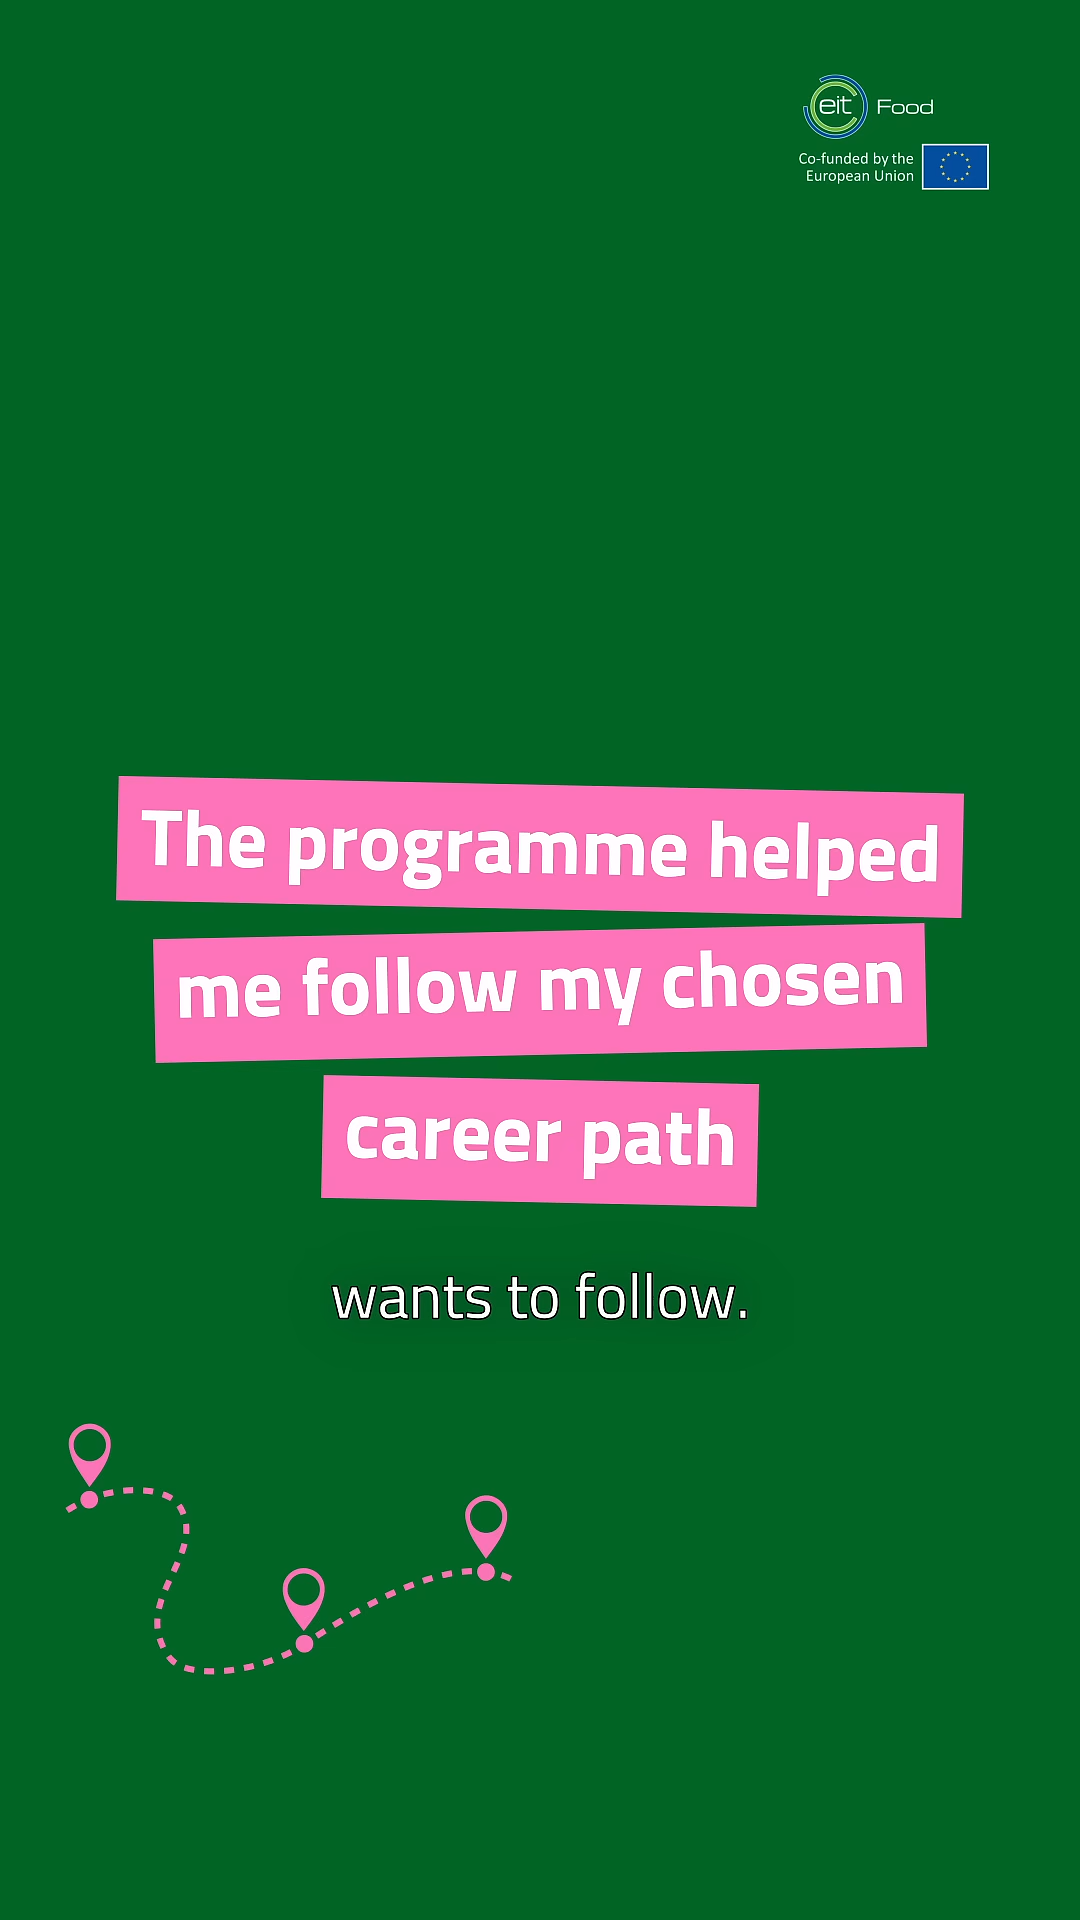 eit Food
Co-funded by the
European Union
The programme helped
me follow my chosen
career path
wants to follow.